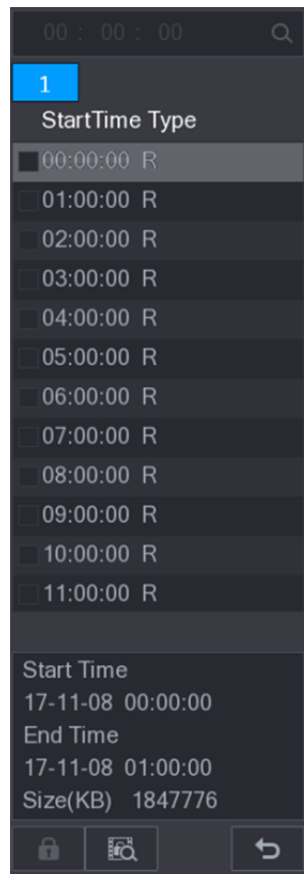 00 : 00 : 00
1
StartTime Type
00:00:00 R
01:00:00 R
02:00:00 R
03:00:00 R
04:00:00 R
05:00:00 R
06:00:00 R
07:00:00 R
08:00:00 R
09:00:00 R
10:00:00 R
11:00:00 R
Start Time
17-11-08 00:00:00
End Time
17-11-08 01:00:00
Size(KB) 1847776